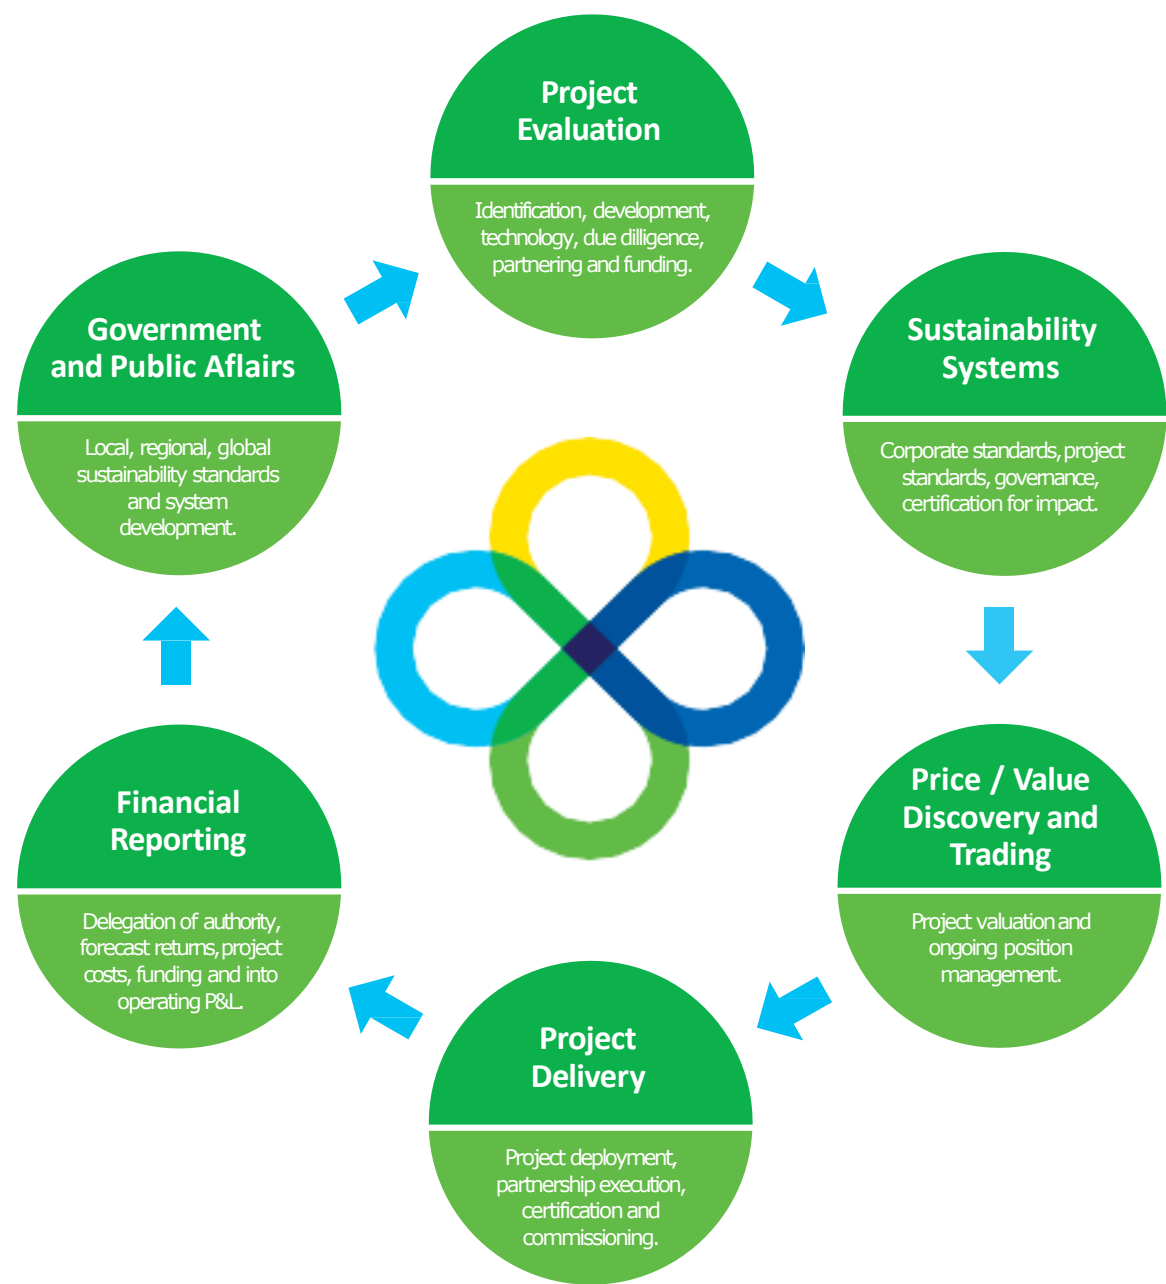 Project
Evaluation
Identification, development,
technology, due dilligence,
partnering and funding.
Sustainability
Systems
Corporate standards, project
standards, governance,
certification for impact.
Price / Value
Discovery and
Trading
Project valuation and
ongoing position
management.
Project
Delivery
Project deployment,
partnership execution,
certification and
commissioning.
Financial
Reporting
Delegation of authority,
forecast returns, project
costs, funding and into
operating P&L.
Government
and Public Aflairs
Local, regional, global
sustainability standards
and system
development.